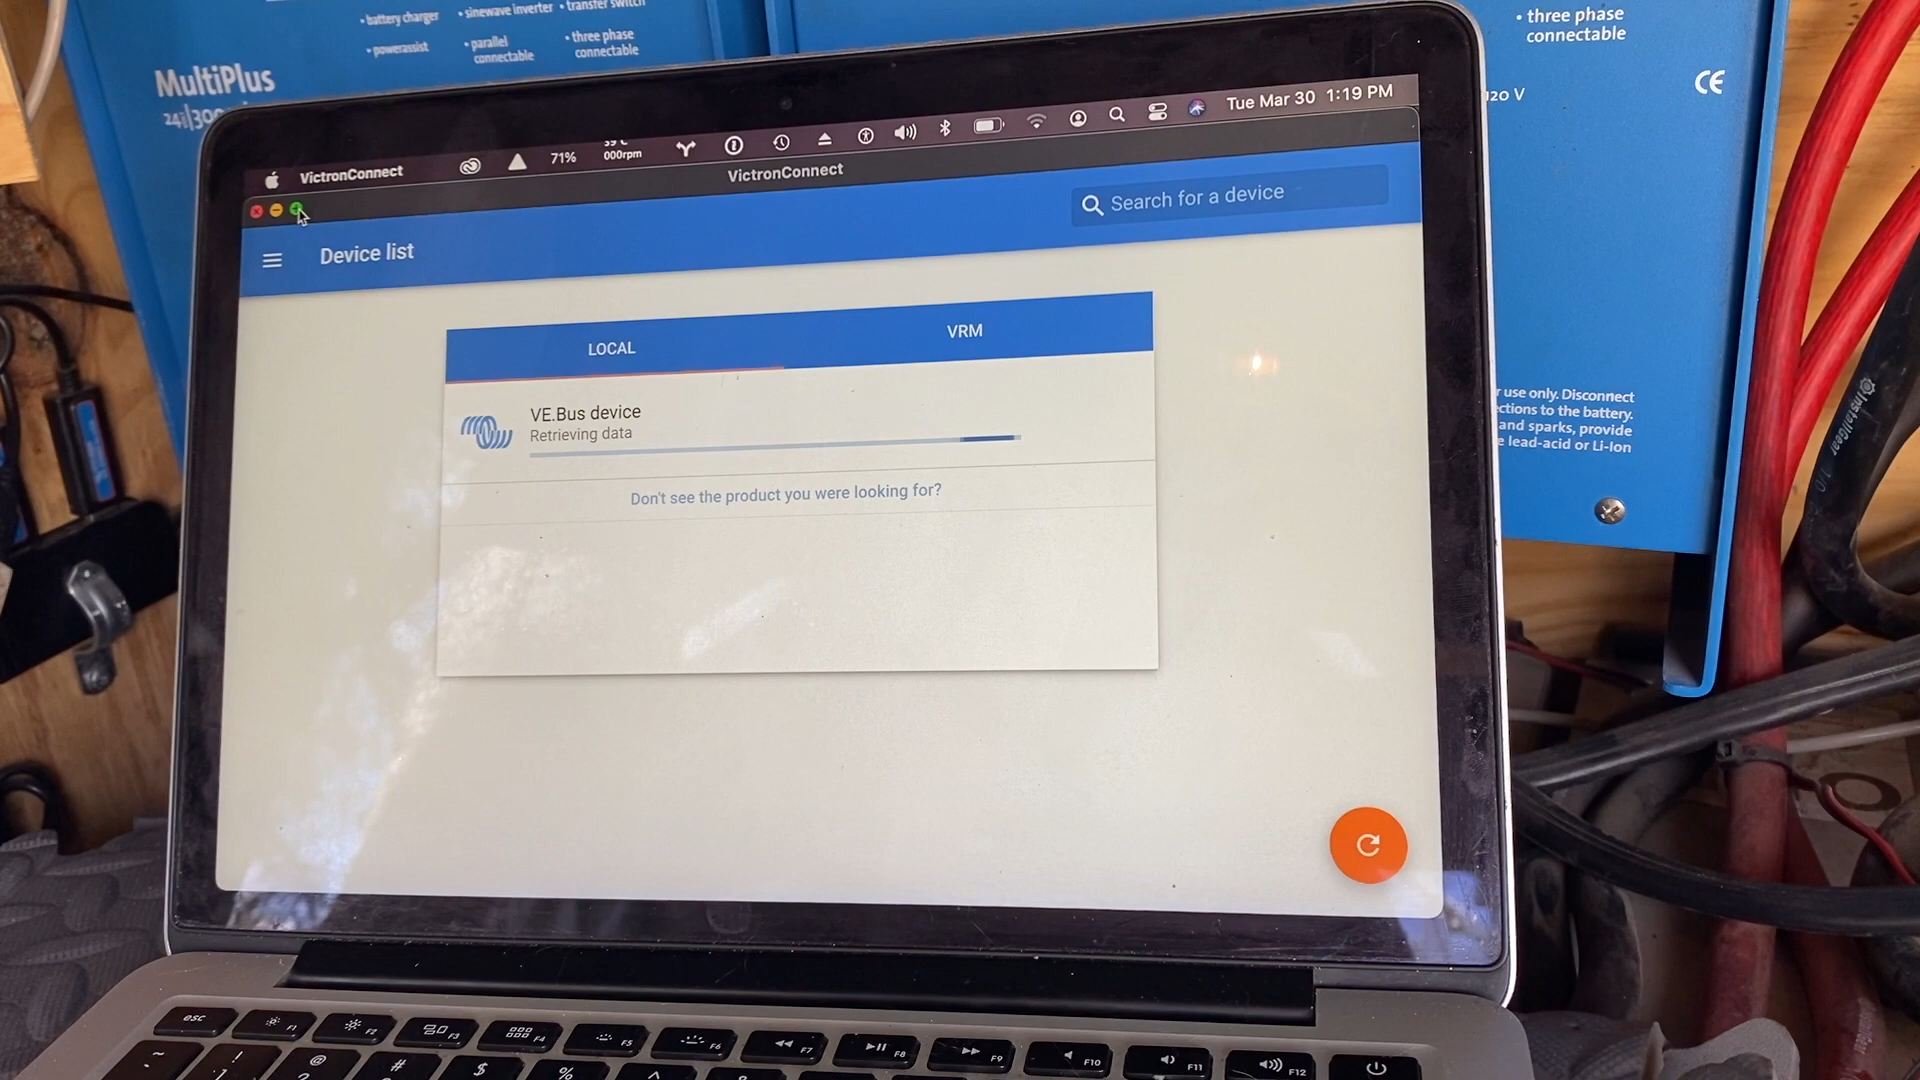 • battery charger • sinewave inverter • transfer switch
• powerassist • parallel connectable • three phase connectable
MultiPlus
• three phase
connectable
120 V
CE
VictronConnect 71% 000rpm Tue Mar 30 1:19 PM
VictronConnect
Device list
Search for a device
LOCAL VRM
VE.Bus device
Retrieving data
Don't see the product you were looking for?
use only. Disconnect
to the battery.
and sparks, provide
lead-acid or Li-Ion
InstallGear
esc F1 F2 F3 F4 F5 F6 F7 F8 F9 F10 F11 F12
~ ! @ # $ % ^